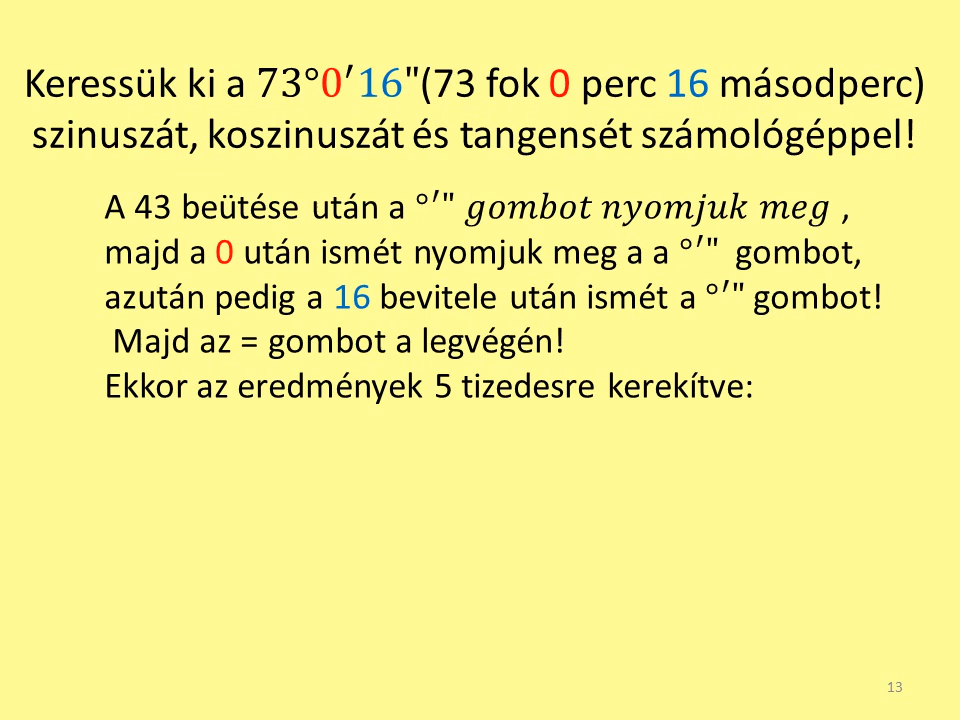 Keressük ki a 73°0′16"(73 fok 0 perc 16 másodperc)
szinuszát, koszinuszát és tangensét számológéppel!
A 43 beütése után a °′" gombot nyomjuk meg ,
majd a 0 után ismét nyomjuk meg a a °′" gombot,
azután pedig a 16 bevitele után ismét a °′" gombot!
Majd az = gombot a legvégén!
Ekkor az eredmények 5 tizedesre kerekítve:
13